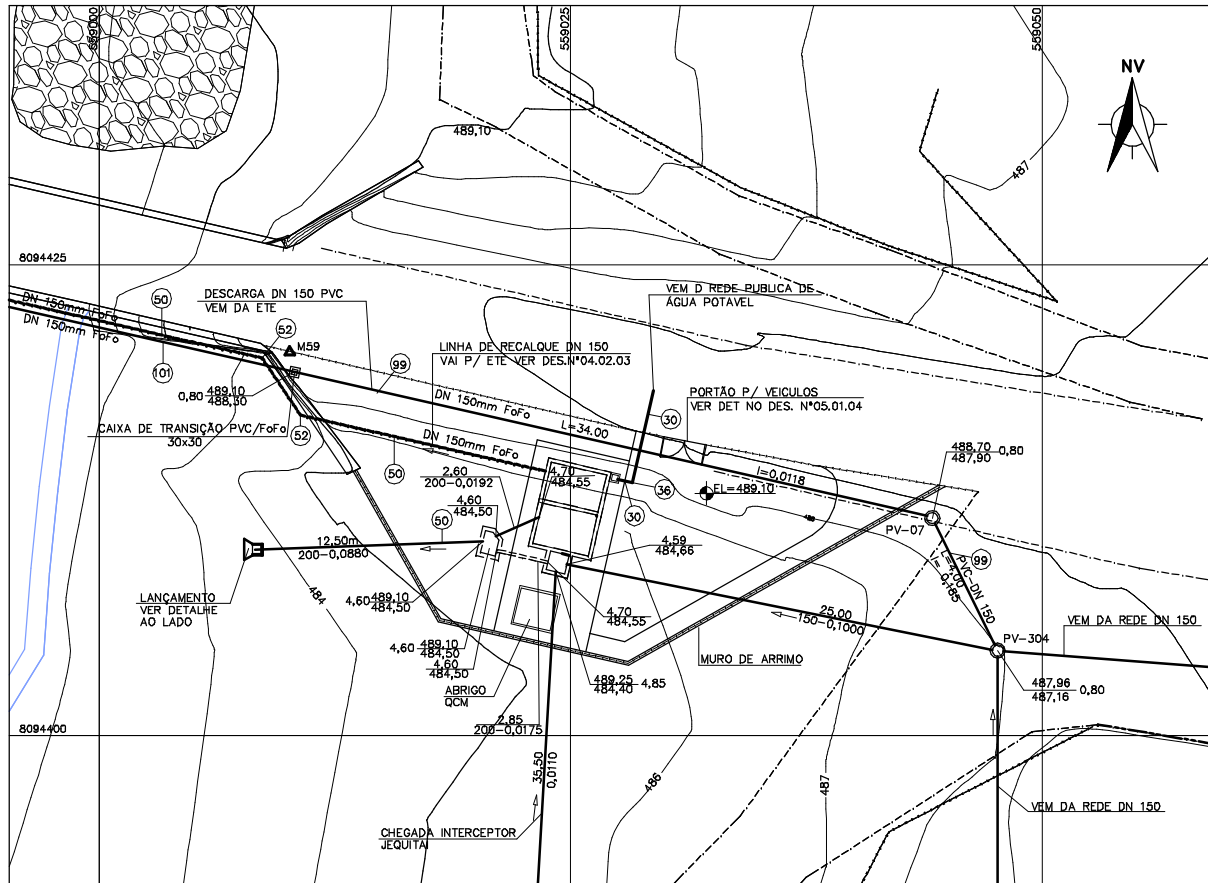 559000
559025
559050
NV
489,10
487
8094425
DESCARGA DN 150 PVC
VEM DA ETE
VEM D REDE PUBLICA DE
ÁGUA POTAVEL
50
DN 150mm FoFo
DN 150mm FoFo
52
M59
101
LINHA DE RECALQUE DN 150
VAI P/ ETE VER DES.Nº04.02.03
99
PORTÃO P/ VEICULOS
VER DET NO DES. Nº05.01.04
0,80
489.10
488.30
DN 150mm FoFo
L=34.00
30
CAIXA DE TRANSIÇÃO PVC/FoFo
30x30
52
DN 150mm FoFo
50
488.70
487.90
0,80
2,60
200-0,0192
4,70
484,55
36
I=0,0118
EL=489.10
4,60
484,50
30
50
12,50m
200-0,0880
4,59
484,66
PV-07
99
PVC-DN 150
L=4.00
I=-0,185
LANÇAMENTO
VER DETALHE
AO LADO
484
4,60
489,10
484,50
4,70
484,55
25,00
150-0,1000
VEM DA REDE DN 150
PV-304
4,60
489,10
484,50
4,60
484,50
MURO DE ARRIMO
ABRIGO
QCM
489,25
484,40
4,85
487,96
487,16
0,80
2,85
200-0,0175
8094400
35,50
0,0110
486
487
VEM DA REDE DN 150
CHEGADA INTERCEPTOR
JEQUITAI